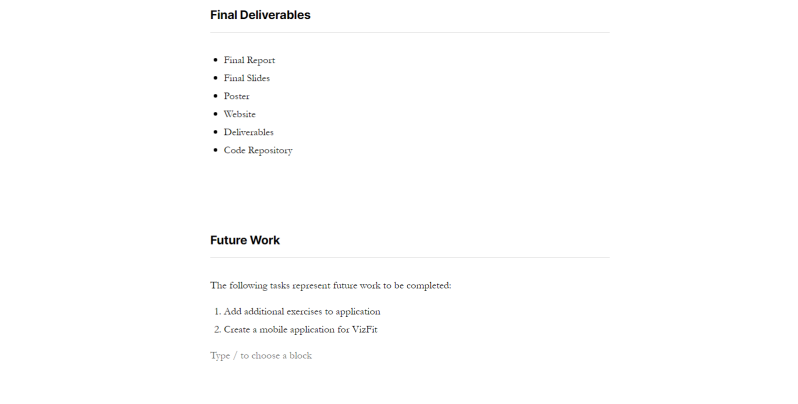 Final Deliverables
• Final Report
• Final Slides
• Poster
• Website
• Deliverables
• Code Repository
Future Work
The following tasks represent future work to be completed:
1. Add additional exercises to application
2. Create a mobile application for VizFit
Type / to choose a block